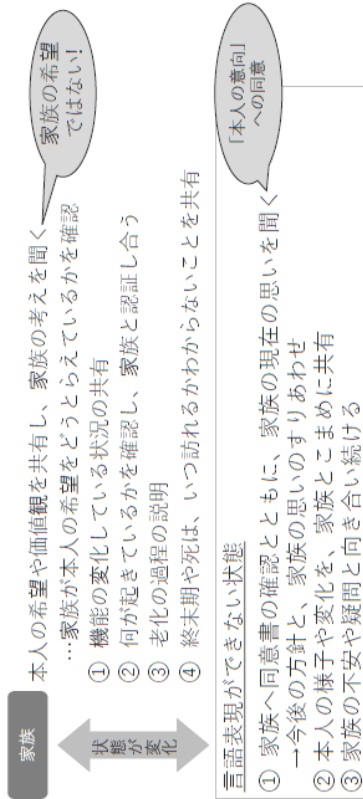 家族
本人の希望や価値観を共有し、家族の考えを聞く
…家族が本人の希望をどうとらえているかを確認
家族の希望
ではない！
① 機能の変化している状況の共有
② 何が起きているかを確認し、家族と認証し合う
③ 老化の過程の説明
④ 終末期や死は、いつ訪れるかわからないことを共有
状態が変化
言語表現ができない状態
① 家族へ同意書の確認とともに、家族の現在の思いを聞く
→今後の方針と、家族の思いのすりあわせ
② 本人の様子や変化を、家族とこまめに共有
③ 家族の不安や疑問と向き合い続ける
「本人の意向」
への同意